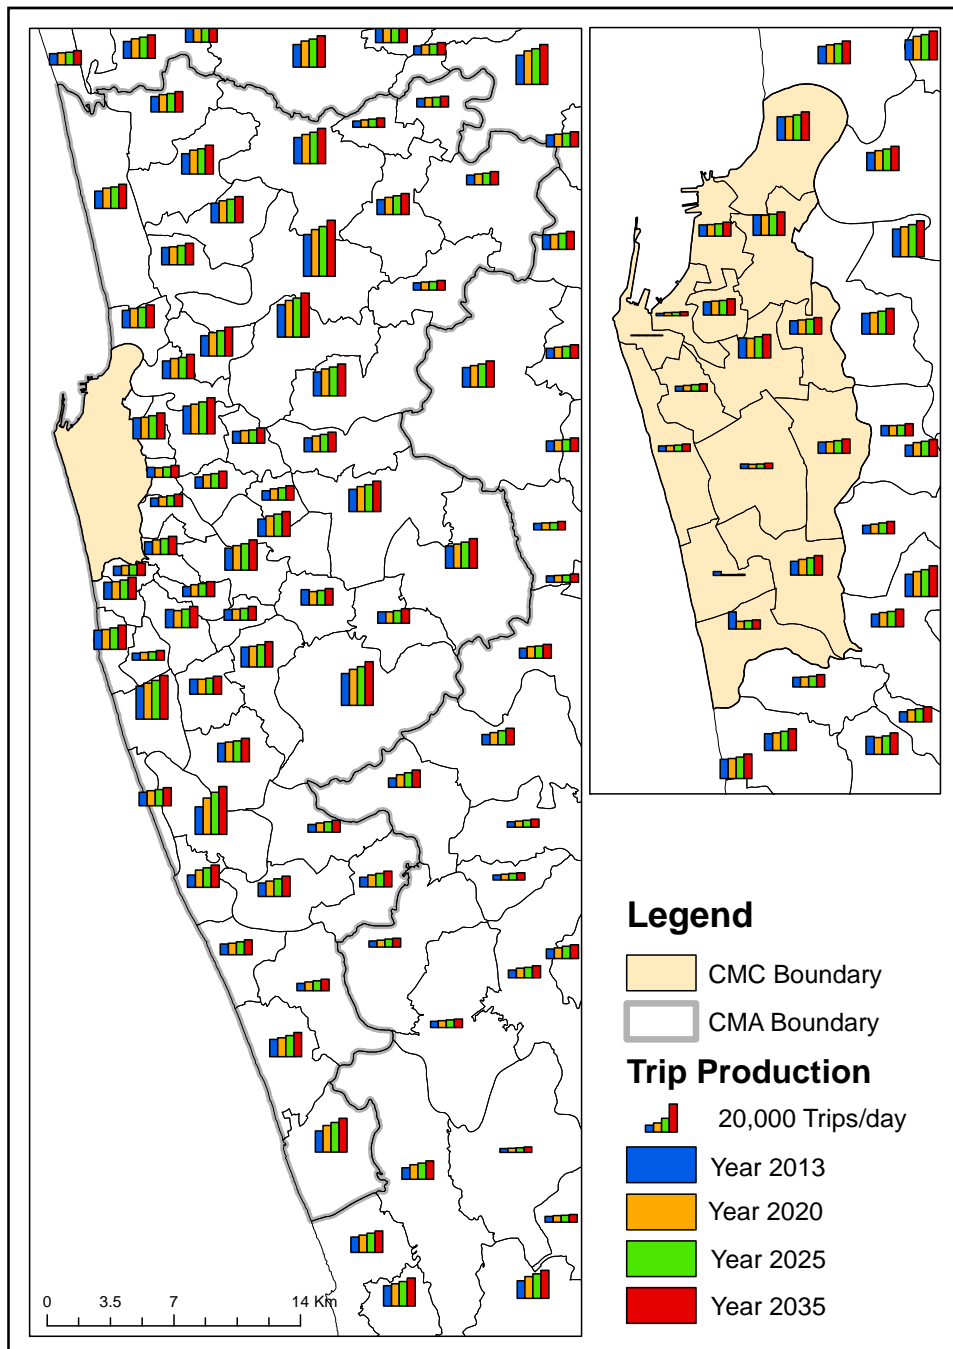 Legend
CMC Boundary
CMA Boundary
Trip Production
20,000 Trips/day
Year 2013
Year 2020
Year 2025
Year 2035
0 3.5 7 14 Km